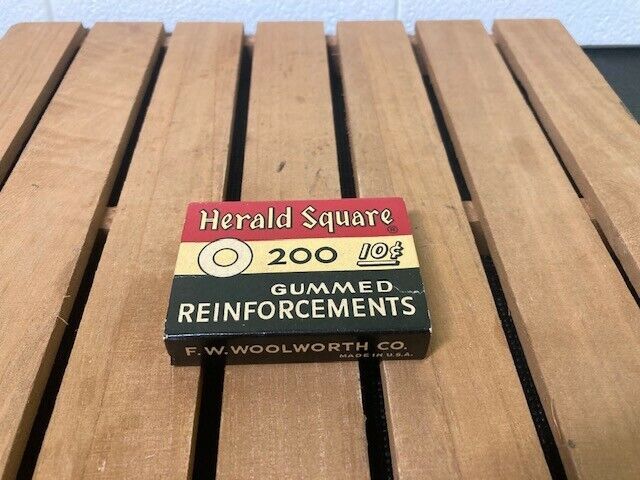 Herald Square ®
200 10¢
GUMMED
REINFORCEMENTS
F. W. WOOLWORTH CO.
MADE IN U.S.A.